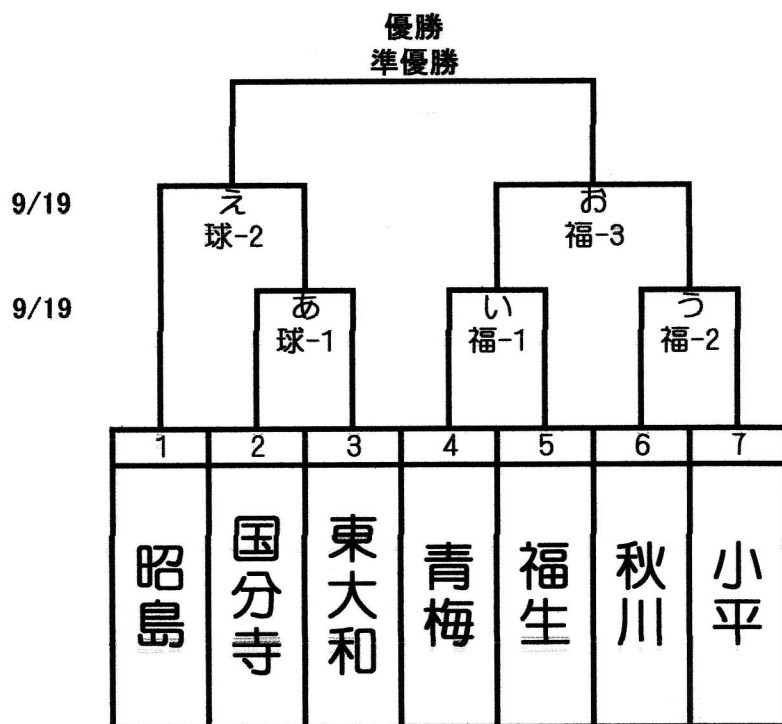 優勝
準優勝
9/19
え
球-2
お
福-3
9/19
あ
球-1
い
福-1
う
福-2
1 2 3 4 5 6 7
昭島
国分寺
東大和
青梅
福生
秋川
小平